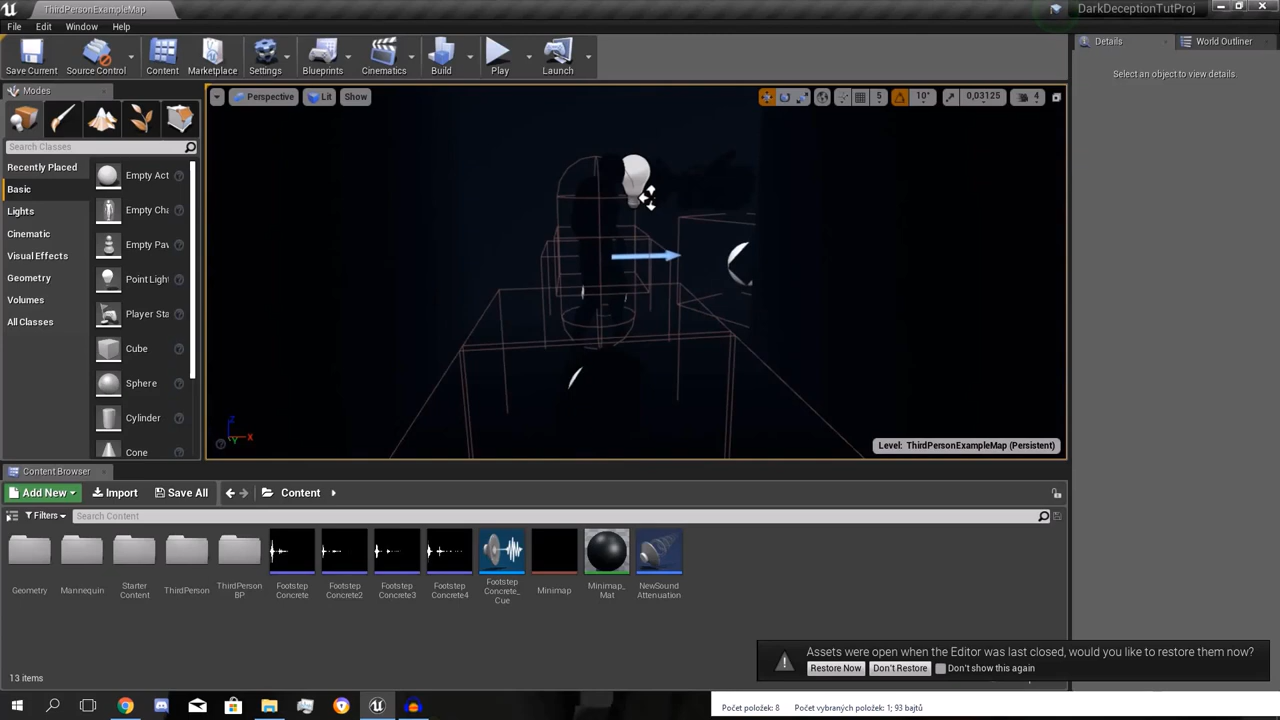 ThirdPersonExampleMap
DarkDeceptionTutProj
File Edit Window Help
Save Current
Source Control
Content
Marketplace
Settings
Blueprints
Cinematics
Build
Play
Launch
Details
World Outliner
Select an object to view details
Modes
Search Classes
Recently Placed
Basic
Lights
Cinematic
Visual Effects
Geometry
Volumes
All Classes
Empty Act
Empty Cha
Empty Pav
Point Light
Player Sta
Cube
Sphere
Cylinder
Cone
Perspective
Lit
Show
5
10°
0,03125
4
Z
X
Y
Level: ThirdPersonExampleMap (Persistent)
Content Browser
Add New
Import
Save All
Content
Filters
Search Content
Geometry
Mannequin
Starter
Content
ThirdPerson
ThirdPerson
BP
Footstep
Concrete
Footstep
Concrete2
Footstep
Concrete3
Footstep
Concrete4
Footstep
Concrete_
Cue
Minimap
Minimap_
Mat
NewSound
Attenuation
13 items
Assets were open when the Editor was last closed, would you like to restore them now?
Restore Now
Don't Restore
Don't show this again
Počet položek: 8
Počet vybraných položek: 1; 93 bajtů